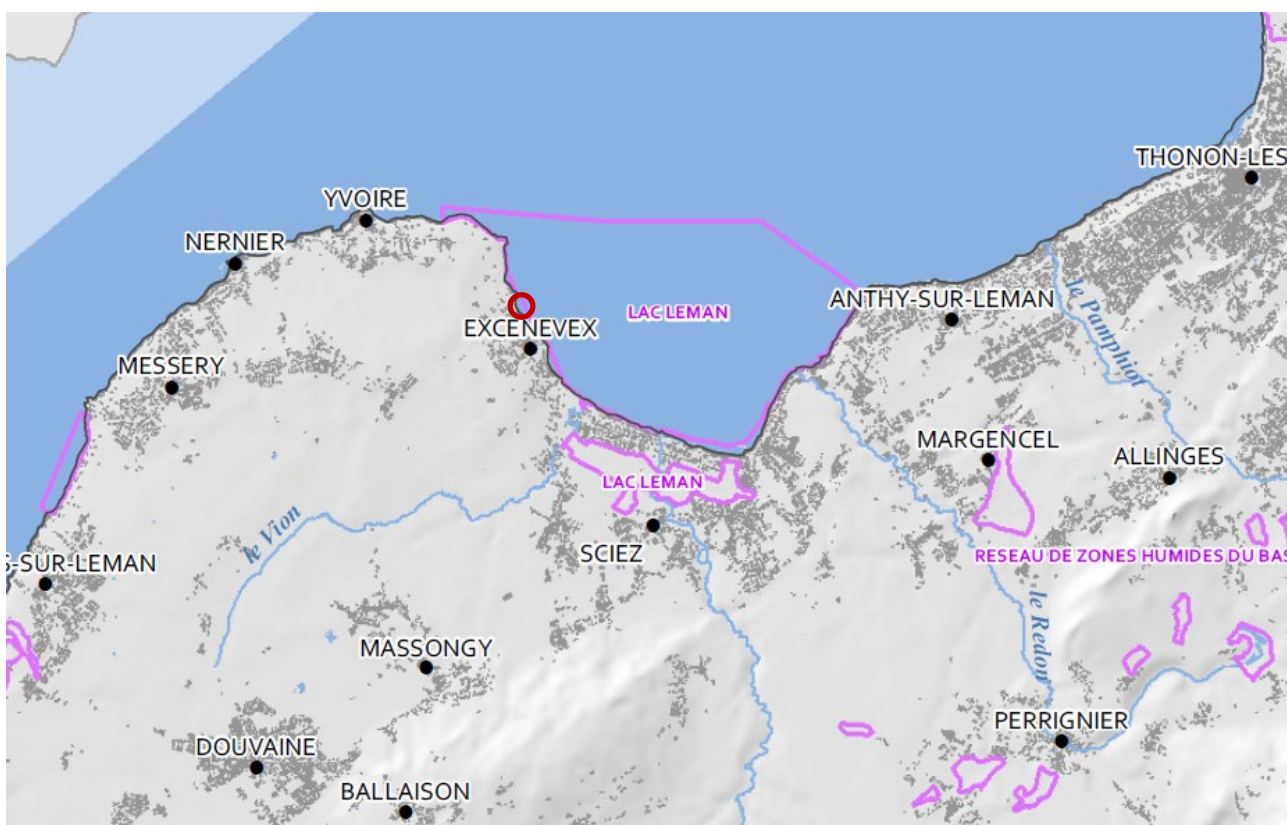 THONON-LES
YVOIRE
NERNIER
ANTHY-SUR-LEMAN
LAC LEMAN
le Pamphiot
EXCENEVEX
MESSERY
MARGENCEL
ALLINGES
LAC LEMAN
le Vion
SCIEZ
S-SUR-LEMAN
RESEAU DE ZONES HUMIDES DU BAS
le Redon
MASSONGY
PERRIGNIER
DOUVAINE
BALLAISON